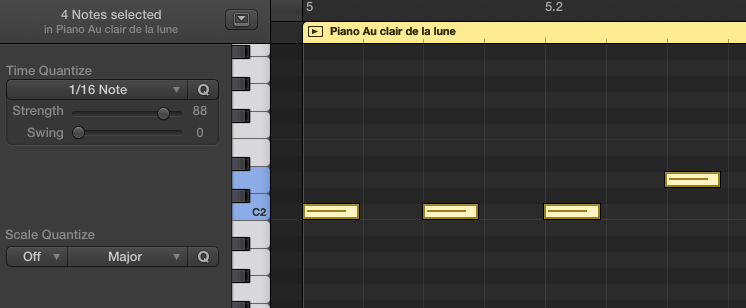 4 Notes selected
in Piano Au clair de la lune
5
5.2
Piano Au clair de la lune
Time Quantize
1/16 Note
Q
Strength
88
Swing
0
C2
Scale Quantize
Off
Major
Q